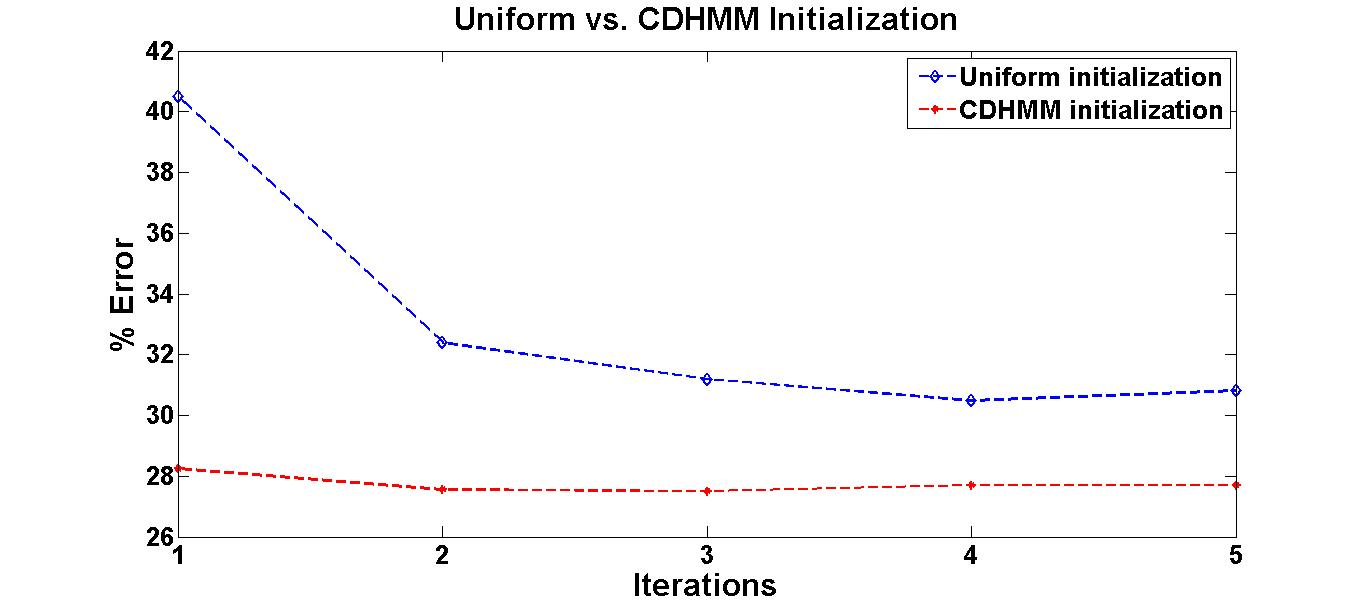 Uniform vs. CDHMM Initialization
Uniform initialization
CDHMM initialization
% Error
42
40
38
36
34
32
30
28
26
1 2 3 4 5
Iterations